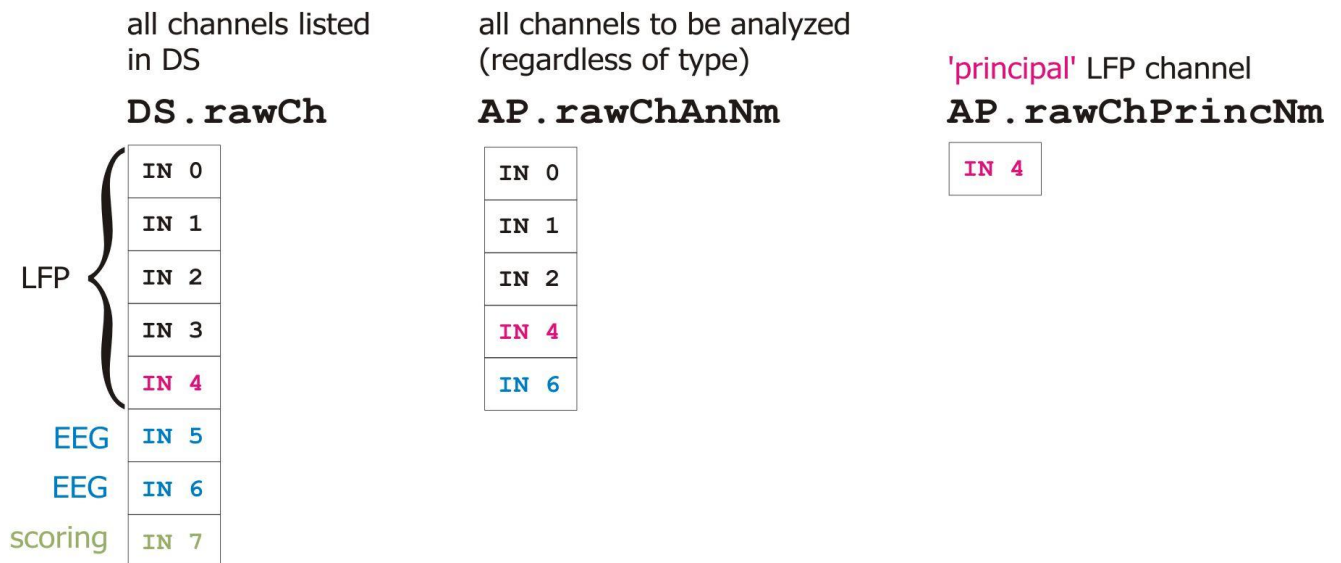 all channels listed
in DS
DS.rawCh
LFP
IN 0
IN 1
IN 2
IN 3
IN 4
EEG IN 5
EEG IN 6
scoring IN 7
all channels to be analyzed
(regardless of type)
AP.rawChAnNm
IN 0
IN 1
IN 2
IN 4
IN 6
'principal' LFP channel
AP.rawChPrincNm
IN 4